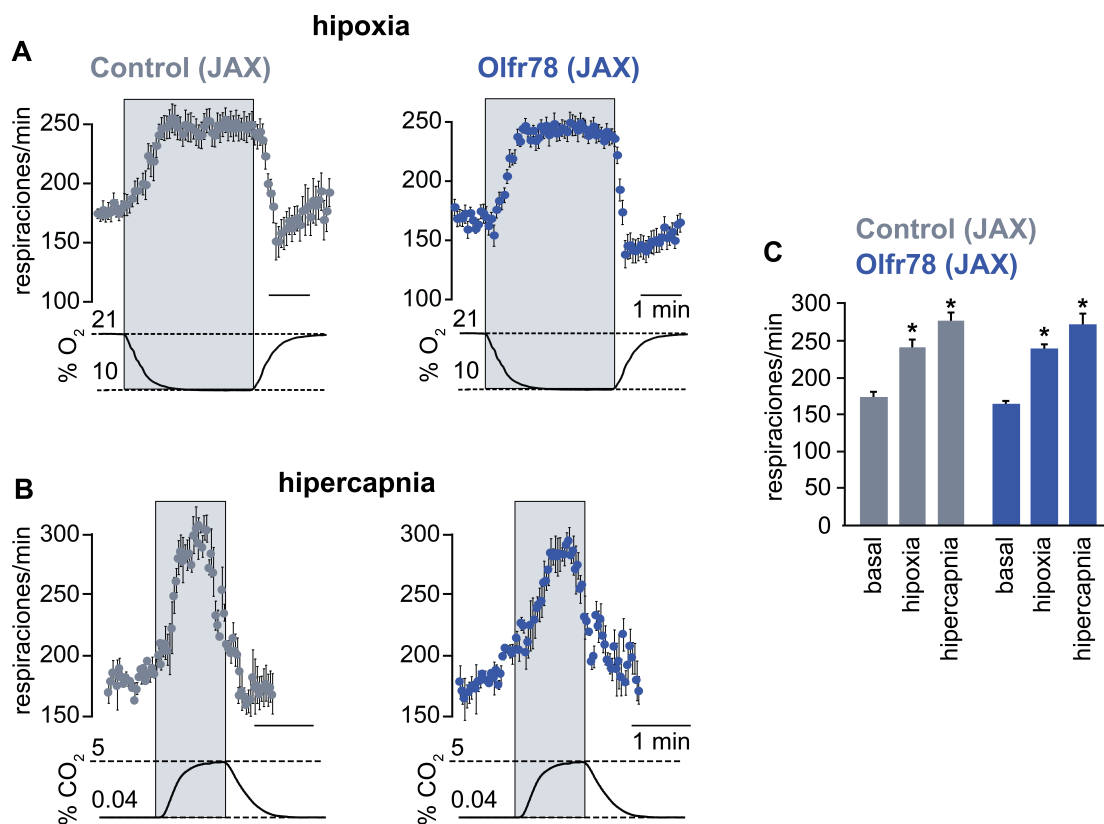 hipoxia
A
Control (JAX)
Olfr78 (JAX)
respiraciones/min
250
200
150
100
250
200
150
100
1 min
% O2
21
10
% O2
21
10
B
hipercapnia
respiraciones/min
300
250
200
150
300
250
200
150
1 min
% CO2
5
0.04
% CO2
5
0.04
C
Control (JAX)
Olfr78 (JAX)
respiraciones/min
300
250
200
150
100
50
0
* * * *
basal
hipoxia
hipercapnia
basal
hipoxia
hipercapnia